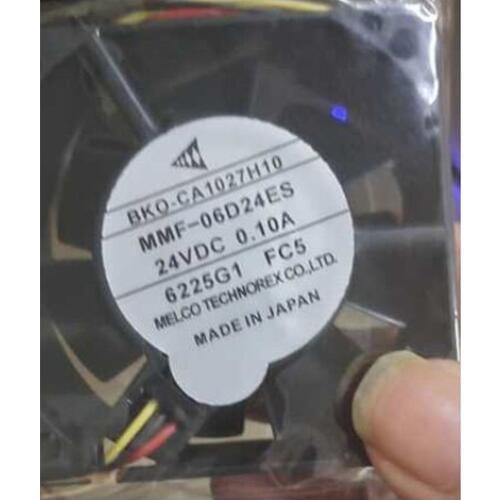 BKO-CA1027H10
MMF-06D24ES
24VDC 0.10A
6225G1 FC5
MELCO TECHNOREX CO.,LTD.
MADE IN JAPAN